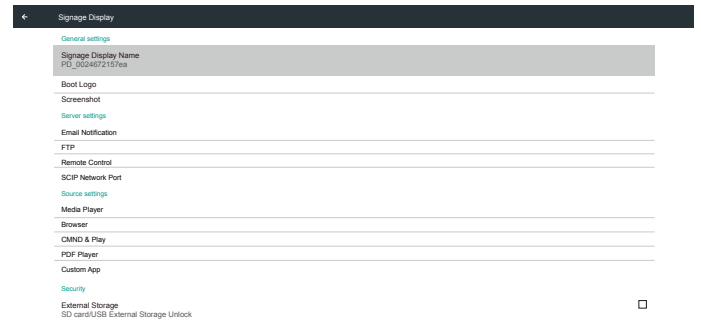 Signage Display
General settings
Signage Display Name
PD_0024672157ea
Boot Logo
Screenshot
Server settings
Email Notification
FTP
Remote Control
SCIP Network Port
Source settings
Media Player
Browser
CMND & Play
PDF Player
Custom App
Security
External Storage
SD card/USB External Storage Unlock